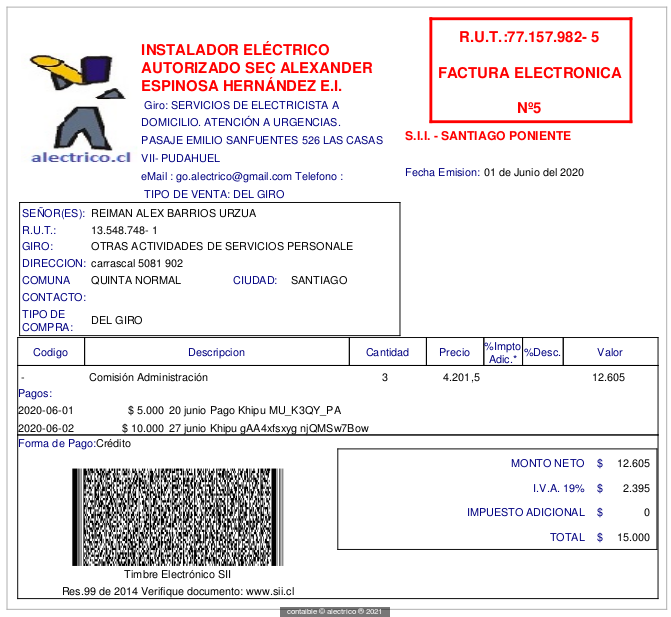 alectrico.cl
INSTALADOR ELÉCTRICO
AUTORIZADO SEC ALEXANDER
ESPINOSA HERNÁNDEZ E.I.
Giro: SERVICIOS DE ELECTRICISTA A
DOMICILIO. ATENCIÓN A URGENCIAS.
PASAJE EMILIO SANFUENTES 526 LAS CASAS
VII- PUDAHUEL
eMail : go.alectrico@gmail.com Telefono :
TIPO DE VENTA: DEL GIRO
R.U.T.:77.157.982- 5
FACTURA ELECTRONICA
Nº5
S.I.I. - SANTIAGO PONIENTE
Fecha Emision: 01 de Junio del 2020
SEÑOR(ES): REIMAN ALEX BARRIOS URZUA
R.U.T.: 13.548.748- 1
GIRO: OTRAS ACTIVIDADES DE SERVICIOS PERSONALE
DIRECCION: carrascal 5081 902
COMUNA QUINTA NORMAL CIUDAD: SANTIAGO
CONTACTO:
TIPO DE
COMPRA: DEL GIRO
Codigo Descripcion Cantidad Precio %Impto Adic.* %Desc. Valor
- Comisión Administración 3 4.201,5 12.605
Pagos:
2020-06-01 $ 5.000 20 junio Pago Khipu MU_K3QY_PA
2020-06-02 $ 10.000 27 junio Khipu gAA4xfsxyg njQMSw7Bow
Forma de Pago:Crédito
MONTO NETO $ 12.605
I.V.A. 19% $ 2.395
IMPUESTO ADICIONAL $ 0
TOTAL $ 15.000
Timbre Electrónico SII
Res.99 de 2014 Verifique documento: www.sii.cl
contaible © alectrico ® 2021